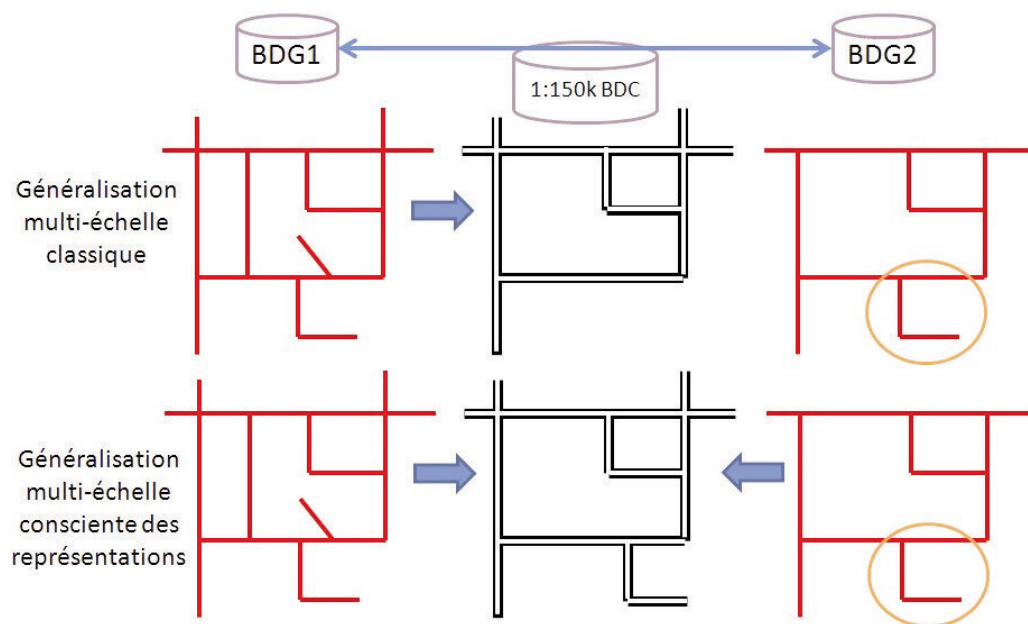 BDG1
BDG2
1:150k BDC
Généralisation
multi-échelle
classique
Généralisation
multi-échelle
consciente des
représentations